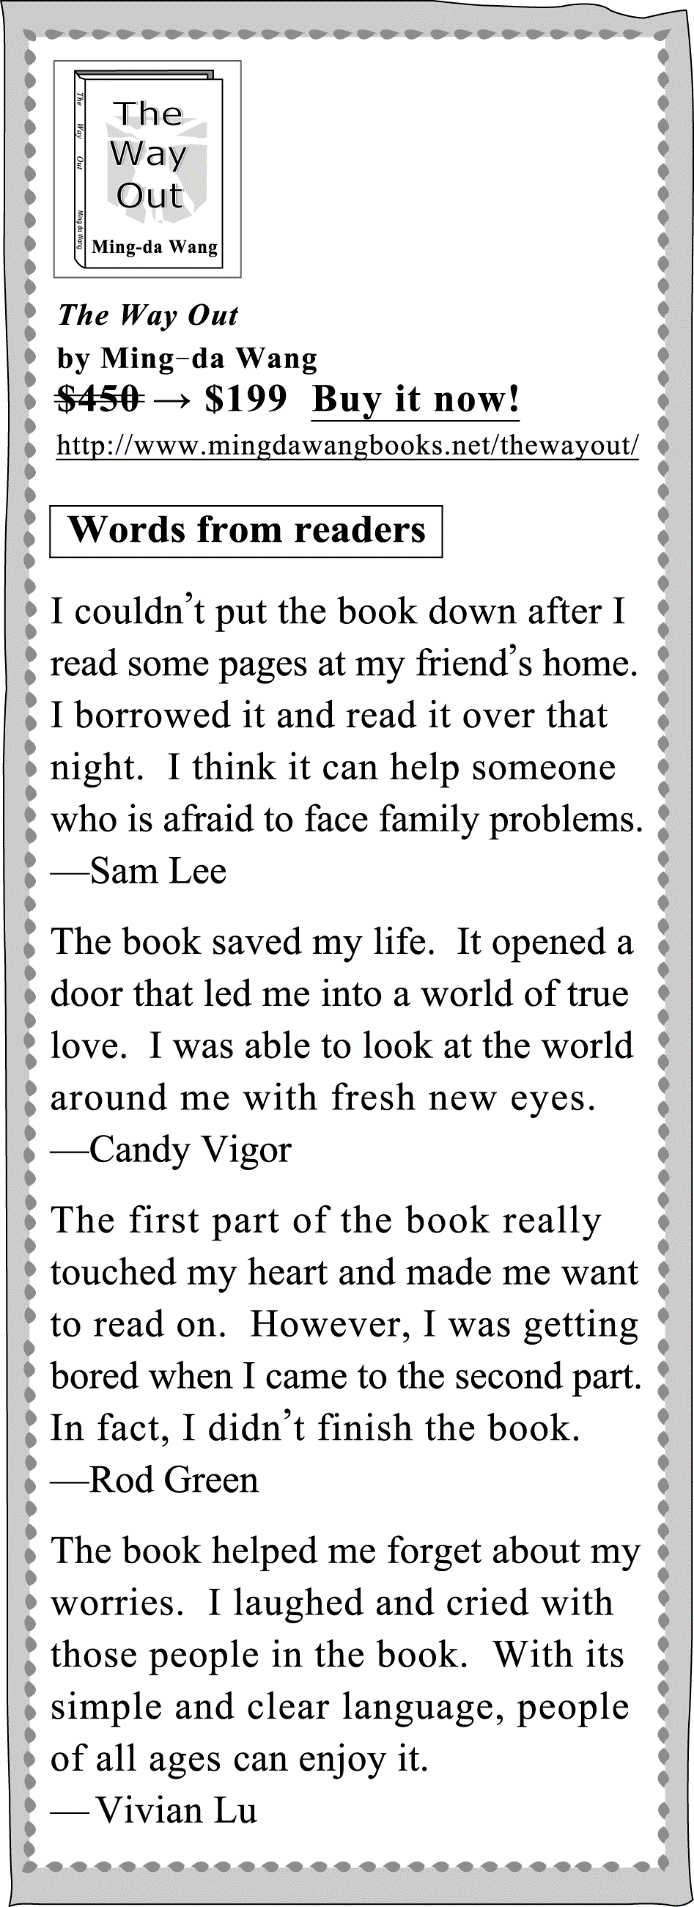 The
Way
Out
Ming-da Wang
The Way Out Ming-da Wang
The Way Out
by Ming-da Wang
$450 → $199 Buy it now!
http://www.mingdawangbooks.net/thewayout/
Words from readers
I couldn't put the book down after I
read some pages at my friend's home.
I borrowed it and read it over that
night. I think it can help someone
who is afraid to face family problems.
—Sam Lee
The book saved my life. It opened a
door that led me into a world of true
love. I was able to look at the world
around me with fresh new eyes.
—Candy Vigor
The first part of the book really
touched my heart and made me want
to read on. However, I was getting
bored when I came to the second part.
In fact, I didn't finish the book.
—Rod Green
The book helped me forget about my
worries. I laughed and cried with
those people in the book. With its
simple and clear language, people
of all ages can enjoy it.
— Vivian Lu